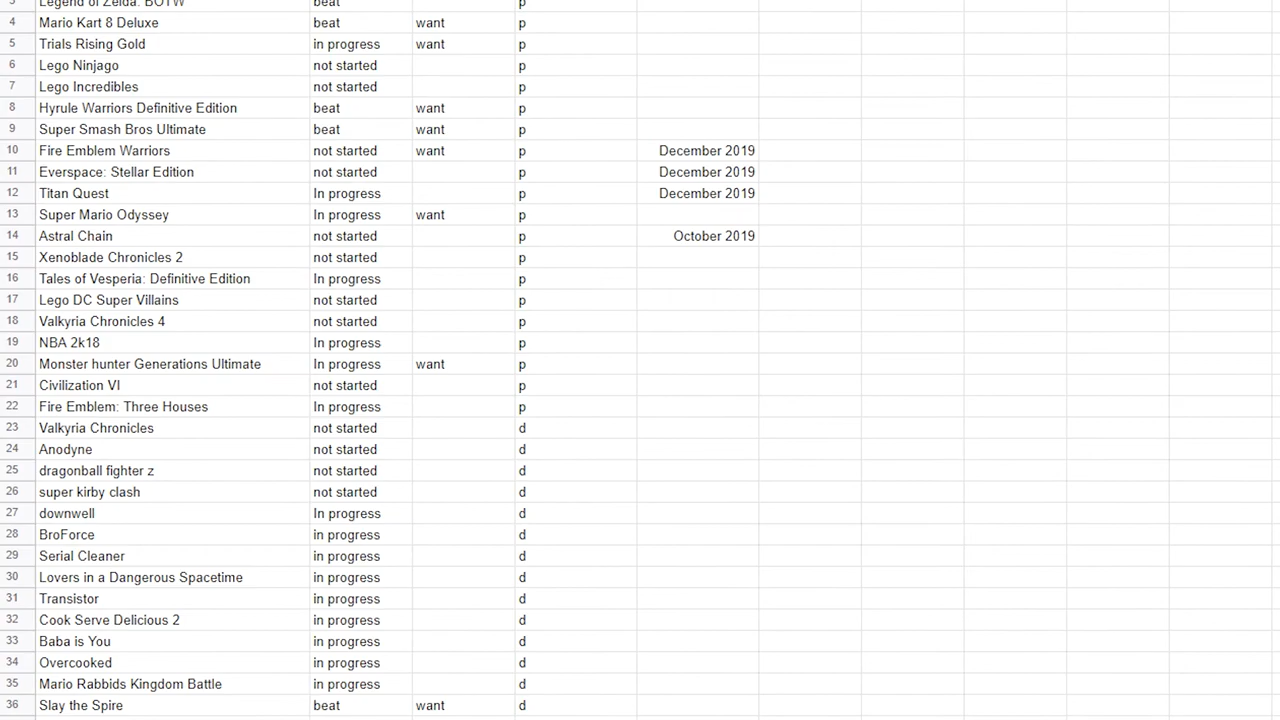 3 Legend of Zelda: BOTW beat p
4 Mario Kart 8 Deluxe beat want p
5 Trials Rising Gold in progress want p
6 Lego Ninjago not started p
7 Lego Incredibles not started p
8 Hyrule Warriors Definitive Edition beat want p
9 Super Smash Bros Ultimate beat want p
10 Fire Emblem Warriors not started want p December 2019
11 Everspace: Stellar Edition not started p December 2019
12 Titan Quest In progress p December 2019
13 Super Mario Odyssey In progress want p
14 Astral Chain not started p October 2019
15 Xenoblade Chronicles 2 not started p
16 Tales of Vesperia: Definitive Edition In progress p
17 Lego DC Super Villains not started p
18 Valkyria Chronicles 4 not started p
19 NBA 2k18 In progress p
20 Monster hunter Generations Ultimate In progress want p
21 Civilization VI not started p
22 Fire Emblem: Three Houses In progress p
23 Valkyria Chronicles not started d
24 Anodyne not started d
25 dragonball fighter z not started d
26 super kirby clash not started d
27 downwell In progress d
28 BroForce in progress d
29 Serial Cleaner in progress d
30 Lovers in a Dangerous Spacetime in progress d
31 Transistor in progress d
32 Cook Serve Delicious 2 in progress d
33 Baba is You in progress d
34 Overcooked in progress d
35 Mario Rabbids Kingdom Battle in progress d
36 Slay the Spire beat want d